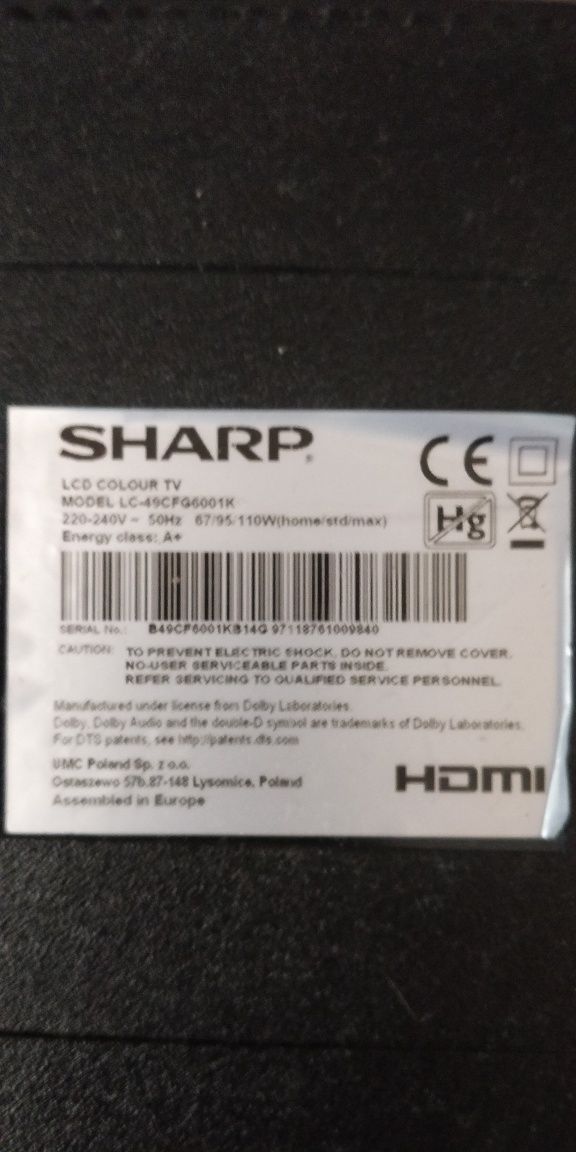 SHARP®
CE
LCD COLOUR TV
MODEL LC-49CFG6001K
220-240V ~ 50Hz 67/95/110W(home/std/max)
Hg
Energy class: A+
SERIAL No.: B49CF6001KB14G 97118761009840
CAUTION: TO PREVENT ELECTRIC SHOCK, DO NOT REMOVE COVER.
NO-USER SERVICEABLE PARTS INSIDE.
REFER SERVICING TO QUALIFIED SERVICE PERSONNEL.
Manufactured under license from Dolby Laboratories.
Dolby, Dolby Audio and the double-D symbol are trademarks of Dolby Laboratories.
For DTS patents, see http://patents.dts.com
UMC Poland Sp. z o.o.
Ostaszewo 57b,87-148 Lysomice, Poland
Assembled in Europe
HDMI